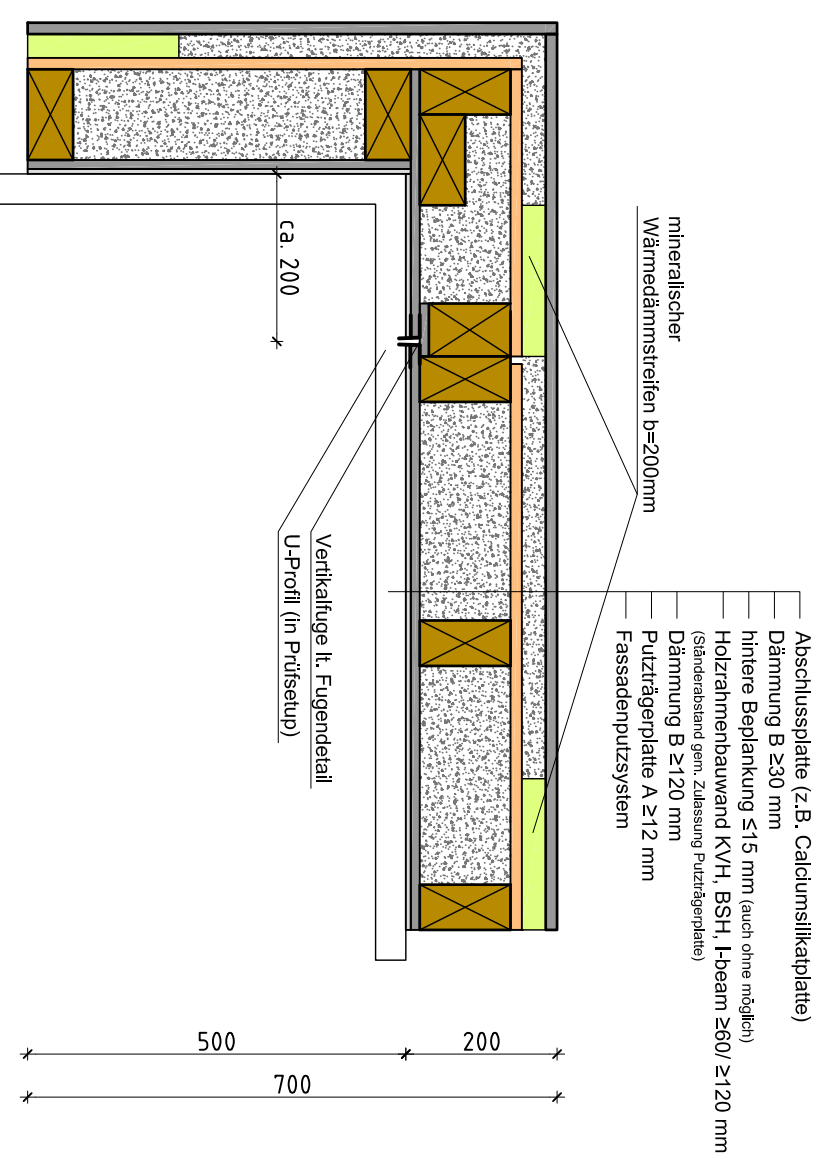 Abschlussplatte (z.B. Calciumsilikatplatte)
Dämmung B ≥30 mm
hintere Beplankung ≤15 mm (auch ohne möglich)
Holzrahmenbauwand KVH, BSH, I-beam ≥60/ ≥120 mm
(Ständerabstand gem. Zulassung Putzträgerplatte)
Dämmung B ≥120 mm
Putzträgerplatte A ≥12 mm
Fassadenputzsystem
mineralischer
Wärmedämmstreifen b=200mm
Vertikalfuge lt. Fugendetail
U-Profil (in Prüfsetup)
ca. 200
500
200
700